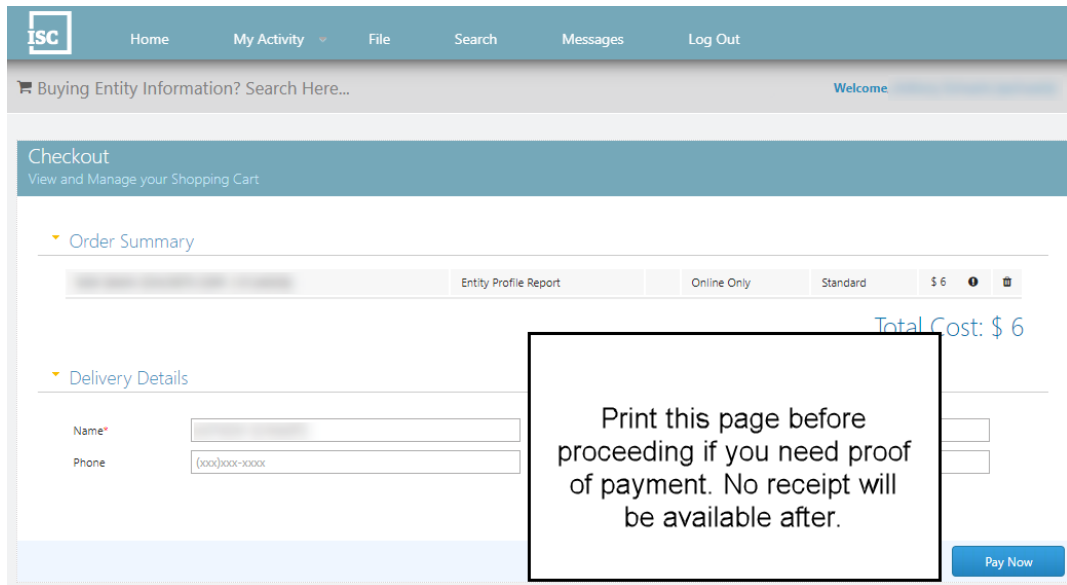 ISC
Home My Activity File Search Messages Log Out
Buying Entity Information? Search Here...
Welcome
Checkout
View and Manage your Shopping Cart
Order Summary
Entity Profile Report Online Only Standard $ 6
Total Cost: $ 6
Delivery Details
Name*
Phone (xxx)xxx-xxxx
Print this page before
proceeding if you need proof
of payment. No receipt will
be available after.
Pay Now